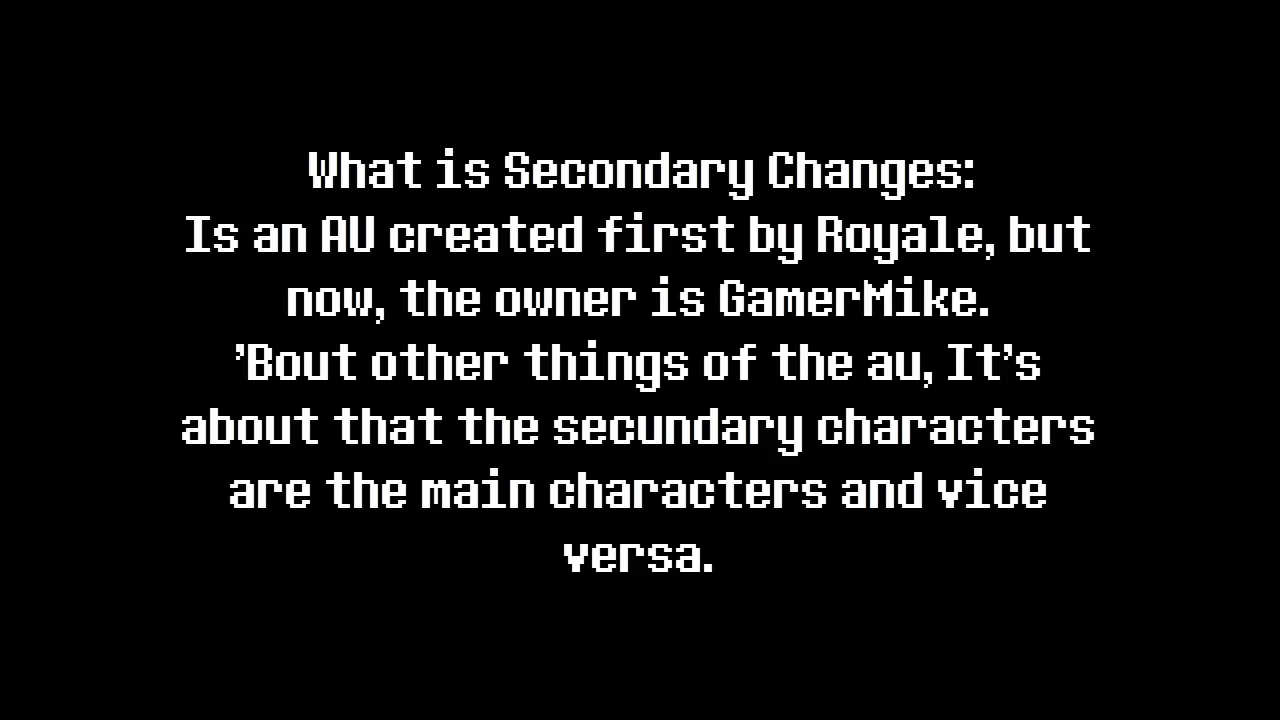 What is Secondary Changes:
Is an AU created first by Royale, but
now, the owner is GamerMike.
'Bout other things of the au, It's
about that the secundary characters
are the main characters and vice
versa.